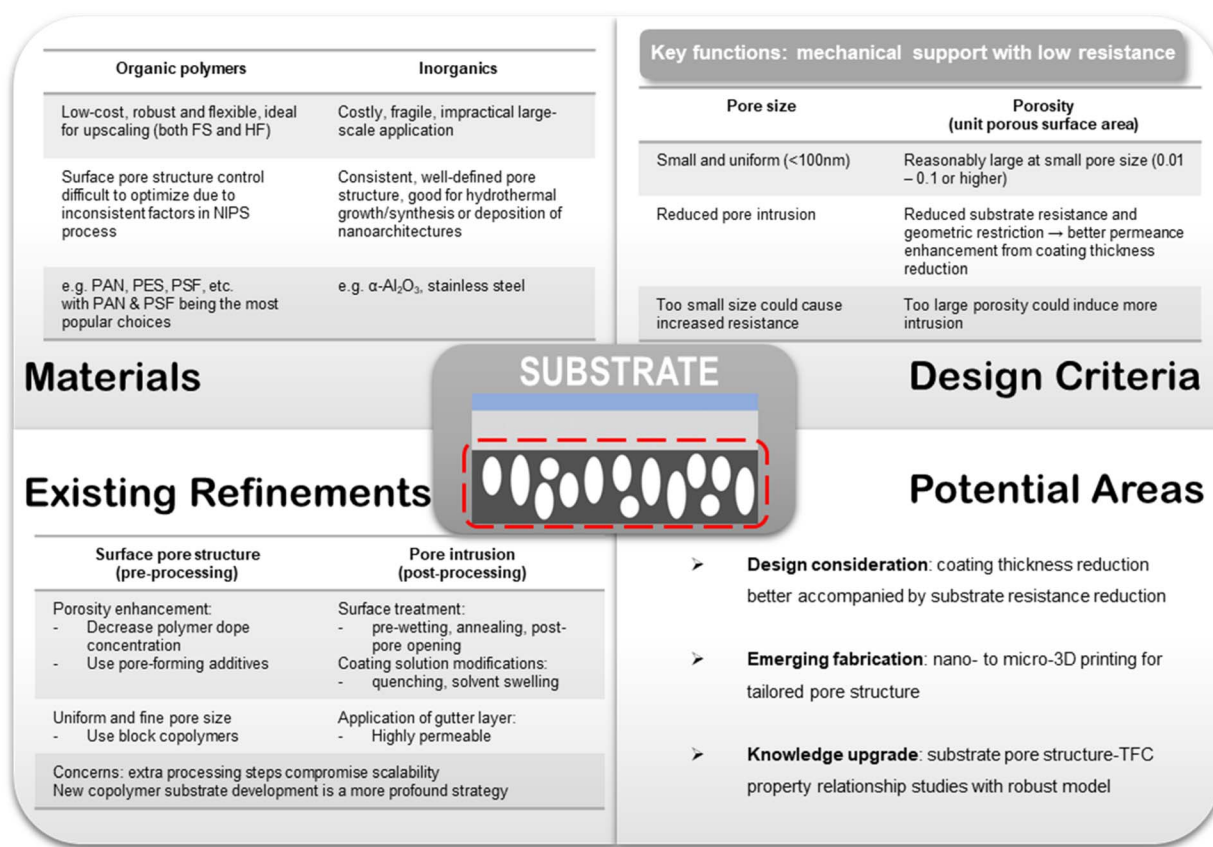 Organic polymers
Inorganics
Low-cost, robust and flexible, ideal
for upscaling (both FS and HF)
Costly, fragile, impractical large-
scale application
Surface pore structure control
difficult to optimize due to
inconsistent factors in NIPS
process
Consistent, well-defined pore
structure, good for hydrothermal
growth/synthesis or deposition of
nanoarchitectures
e.g. PAN, PES, PSF, etc.
with PAN & PSF being the most
popular choices
e.g. α-Al₂O₃, stainless steel
Materials
Key functions: mechanical support with low resistance
Pore size
Porosity
(unit porous surface area)
Small and uniform (<100nm)
Reasonably large at small pore size (0.01
– 0.1 or higher)
Reduced pore intrusion
Reduced substrate resistance and
geometric restriction → better permeance
enhancement from coating thickness
reduction
Too small size could cause
increased resistance
Too large porosity could induce more
intrusion
Design Criteria
SUBSTRATE
Existing Refinements
Surface pore structure
(pre-processing)
Pore intrusion
(post-processing)
Porosity enhancement:
- Decrease polymer dope
concentration
- Use pore-forming additives
Surface treatment:
- pre-wetting, annealing, post-
pore opening
Coating solution modifications:
- quenching, solvent swelling
Uniform and fine pore size
- Use block copolymers
Application of gutter layer:
- Highly permeable
Concerns: extra processing steps compromise scalability
New copolymer substrate development is a more profound strategy
Potential Areas
➢ Design consideration: coating thickness reduction
better accompanied by substrate resistance reduction
➢ Emerging fabrication: nano- to micro-3D printing for
tailored pore structure
➢ Knowledge upgrade: substrate pore structure-TFC
property relationship studies with robust model